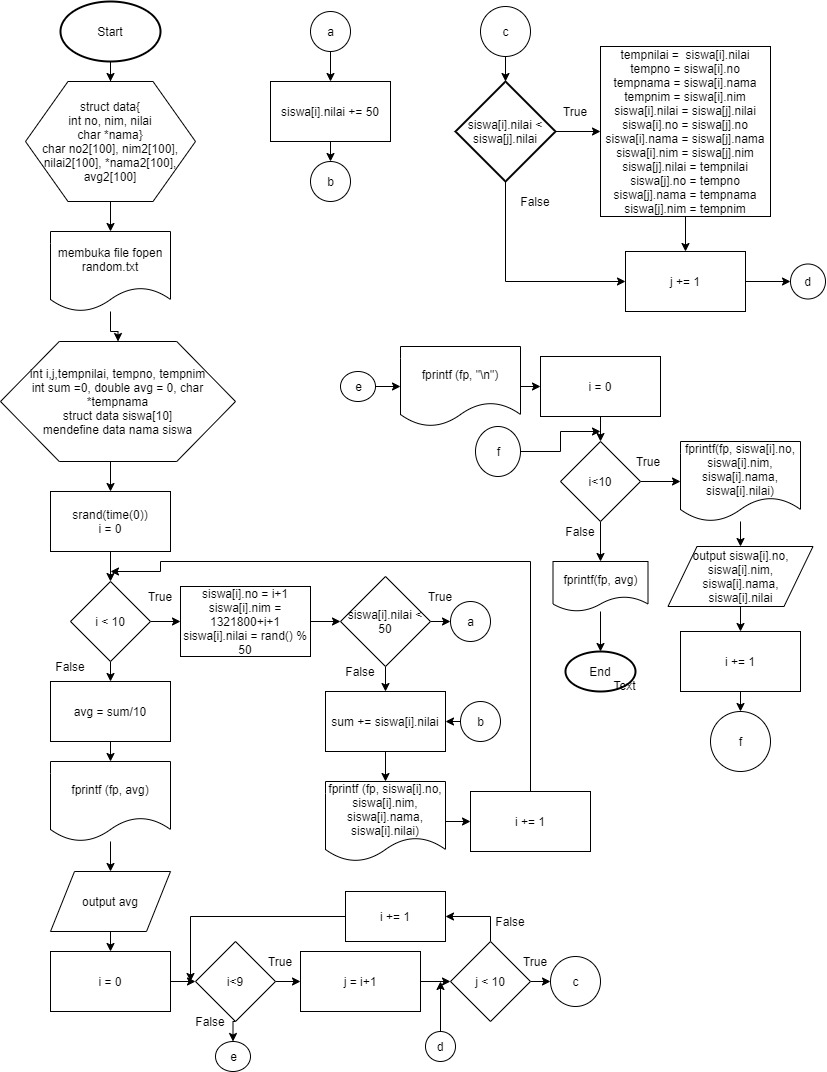 Start
struct data{
int no, nim, nilai
char *nama}
char no2[100], nim2[100],
nilai2[100], *nama2[100],
avg2[100]
membuka file fopen
random.txt
int i,j,tempnilai, tempno, tempnim
int sum =0, double avg = 0, char
*tempnama
struct data siswa[10]
mendefine data nama siswa
srand(time(0))
i = 0
i < 10
True
False
siswa[i].no = i+1
siswa[i].nim =
1321800+i+1
siswa[i].nilai = rand() %
50
siswa[i].nilai <
50
True
False
a
sum += siswa[i].nilai
b
fprintf (fp, siswa[i].no,
siswa[i].nim,
siswa[i].nama,
siswa[i].nilai)
i += 1
avg = sum/10
fprintf (fp, avg)
output avg
i = 0
i<9
True
False
e
j = i+1
d
j < 10
True
False
c
i += 1
a
siswa[i].nilai += 50
b
c
siswa[i].nilai <
siswa[j].nilai
True
False
tempnilai =  siswa[i].nilai
tempno = siswa[i].no
tempnama = siswa[i].nama
tempnim = siswa[i].nim
siswa[i].nilai = siswa[j].nilai
siswa[i].no = siswa[j].no
siswa[i].nama = siswa[j].nama
siswa[i].nim = siswa[j].nim
siswa[j].nilai = tempnilai
siswa[j].no = tempno
siswa[j].nama = tempnama
siswa[j].nim = tempnim
j += 1
d
e
fprintf (fp, "\n")
i = 0
f
i<10
True
False
fprintf(fp, siswa[i].no,
siswa[i].nim,
siswa[i].nama,
siswa[i].nilai)
output siswa[i].no,
siswa[i].nim,
siswa[i].nama,
siswa[i].nilai
i += 1
f
fprintf(fp, avg)
End
Text